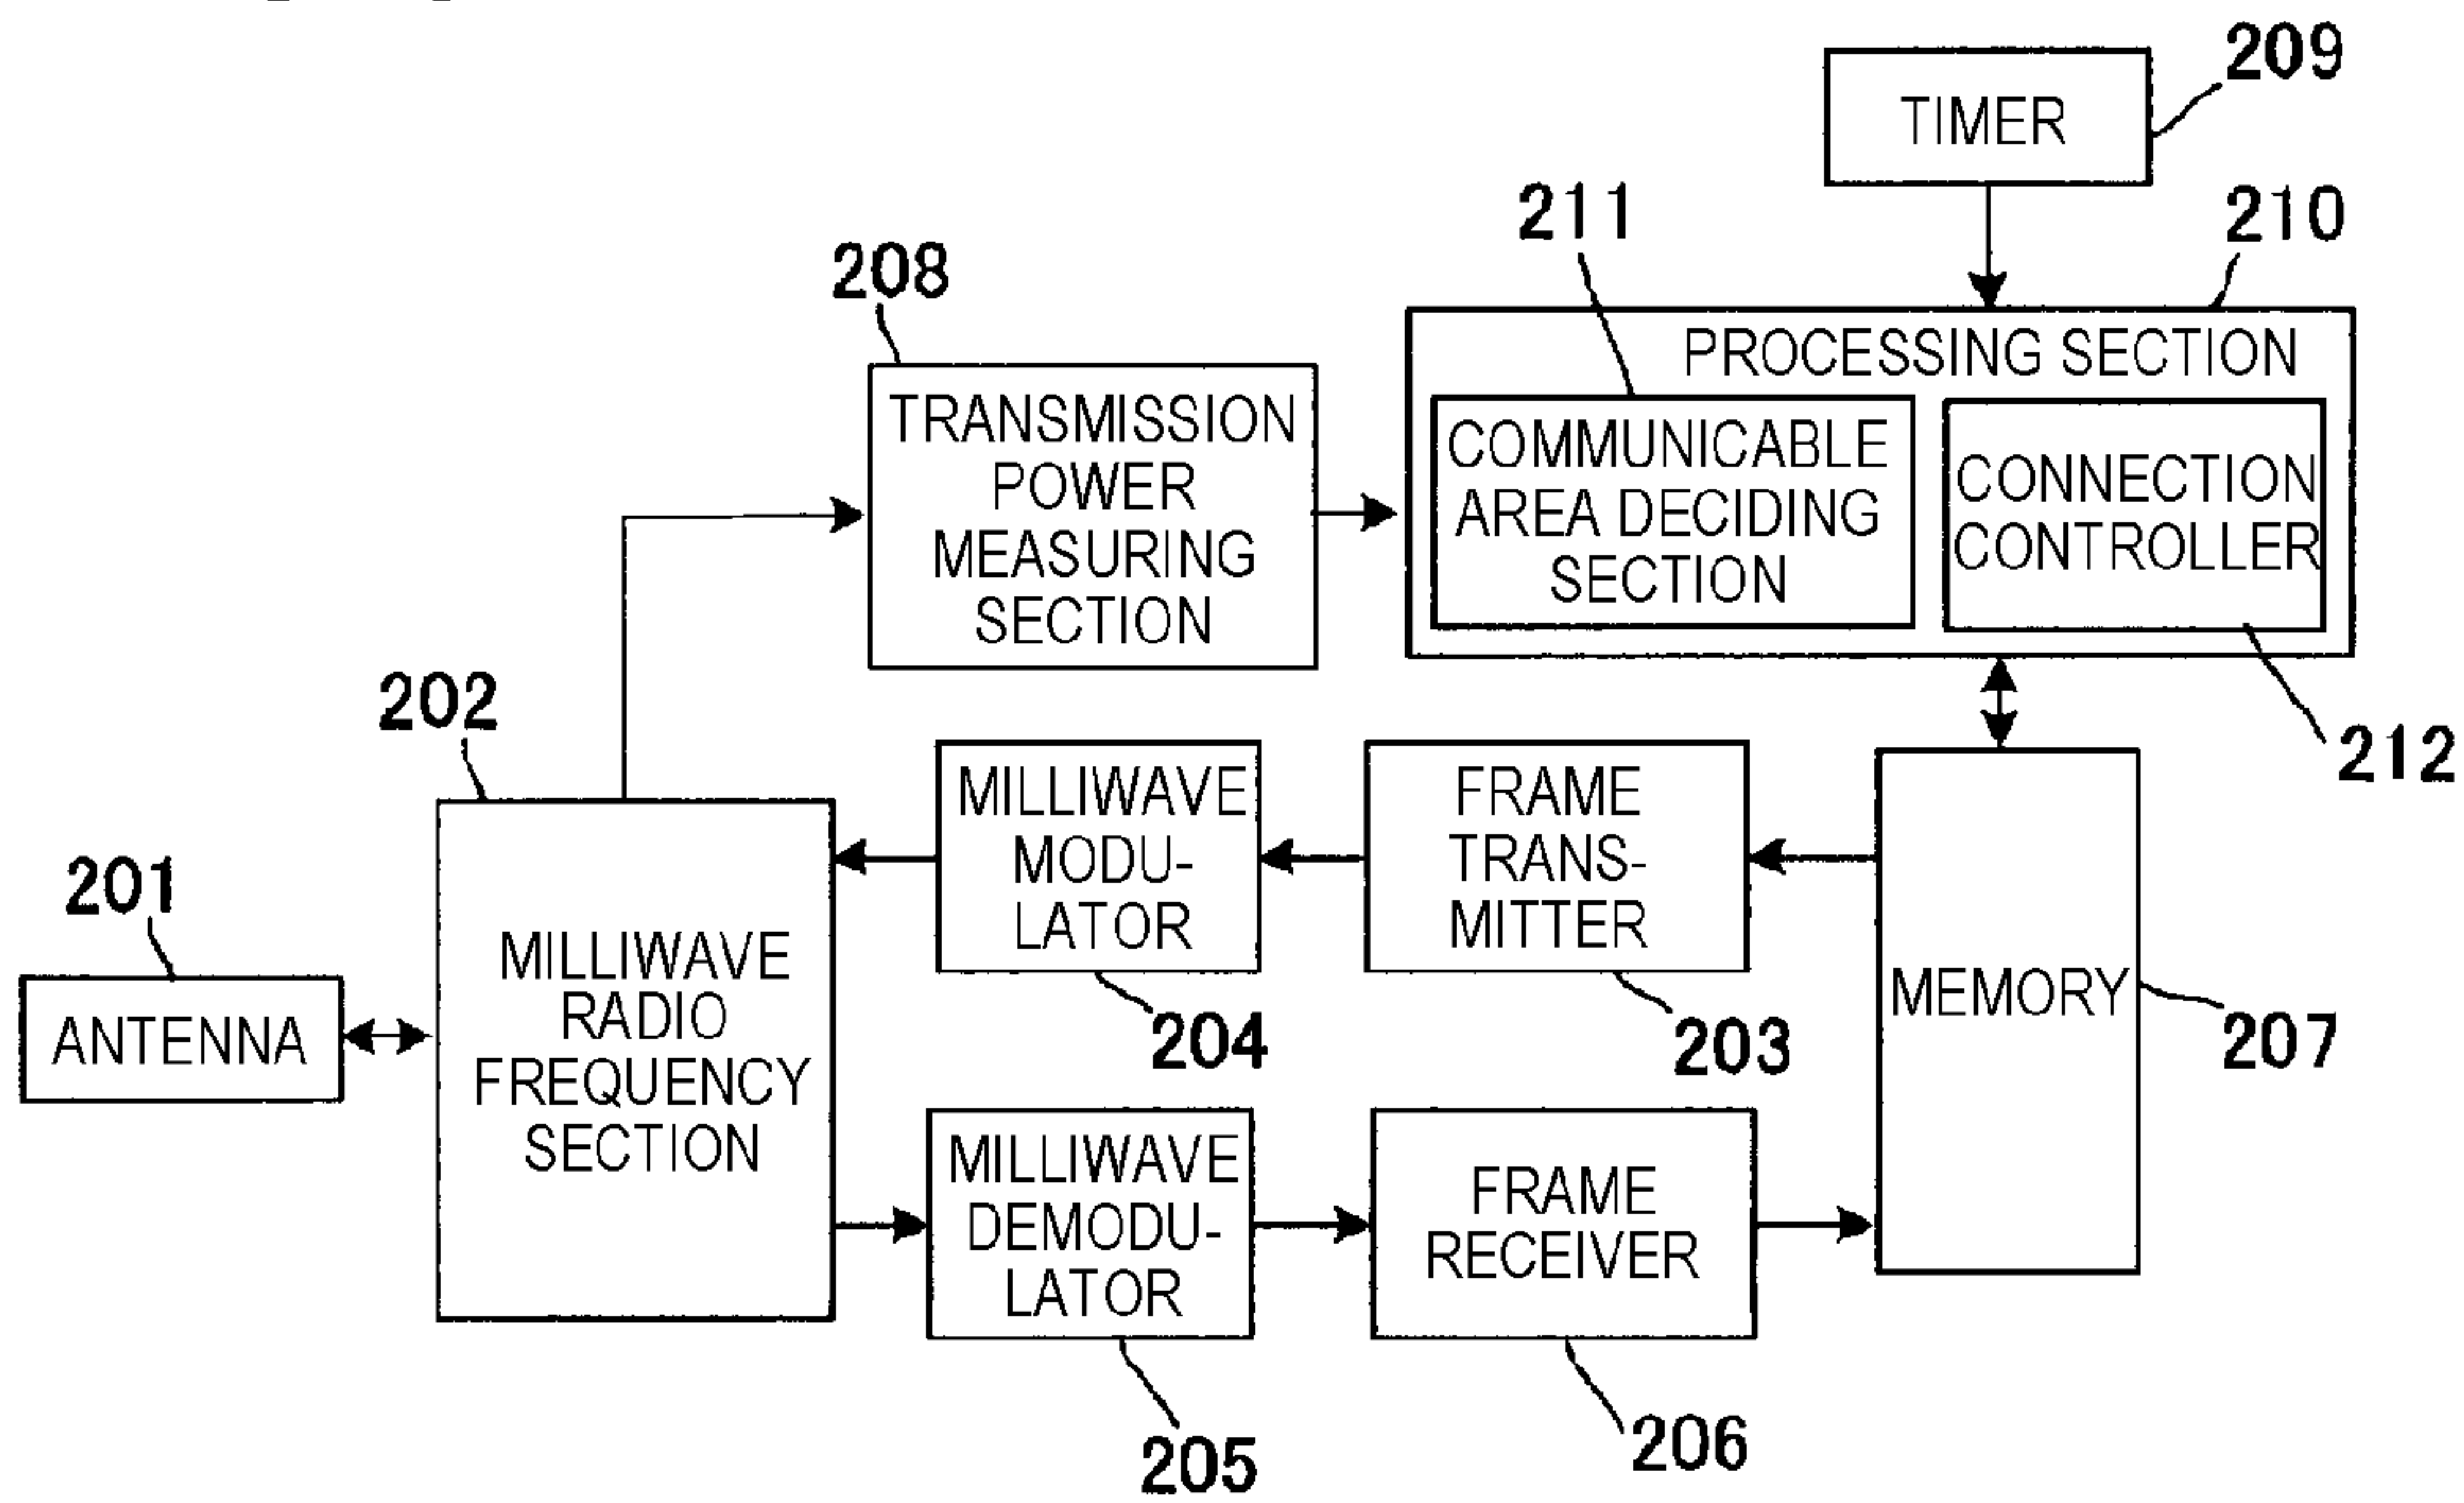 209
TIMER
211
210
208
PROCESSING SECTION
TRANSMISSION
POWER
MEASURING
SECTION
COMMUNICABLE
AREA DECIDING
SECTION
CONNECTION
CONTROLLER
202
212
MILLIWAVE
MODU-
LATOR
FRAME
TRANS-
MITTER
201
ANTENNA
MILLIWAVE
RADIO
FREQUENCY
SECTION
MEMORY
204
203
207
MILLIWAVE
DEMODU-
LATOR
FRAME
RECEIVER
205
206